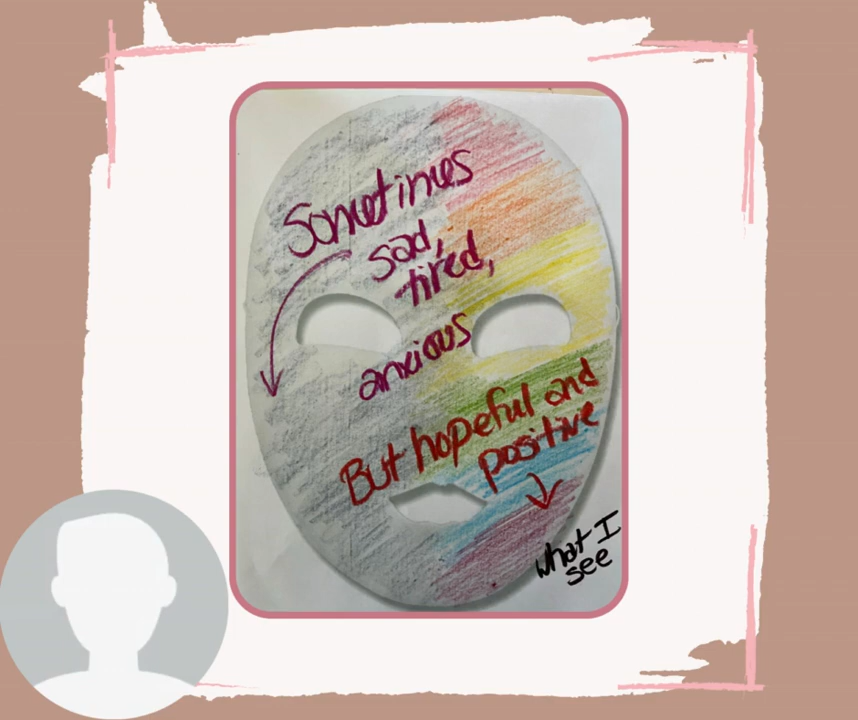 Sometimes
sad,
tired,
anxious
But hopeful and
positive
what I
see